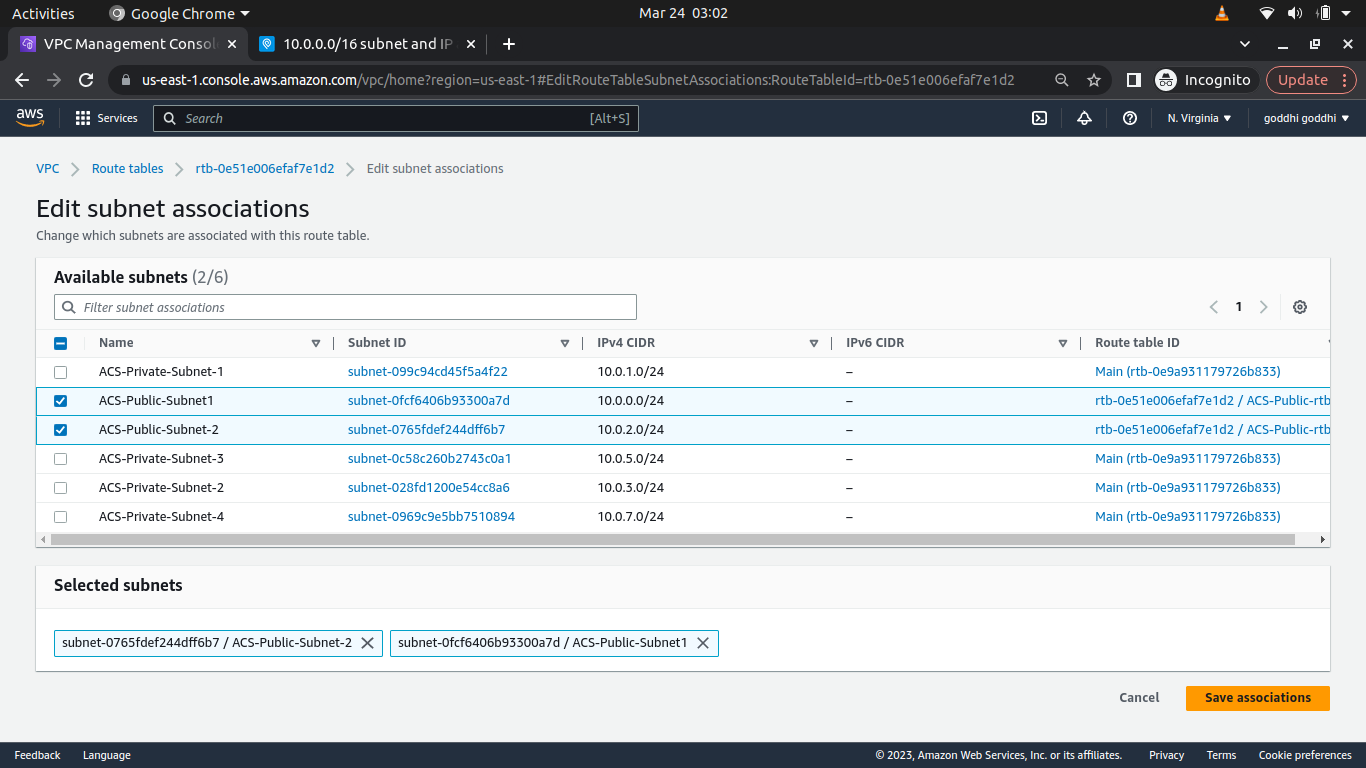 Activities Google Chrome Mar 24 03:02
VPC Management Consol 10.0.0.0/16 subnet and IP
us-east-1.console.aws.amazon.com/vpc/home?region=us-east-1#EditRouteTableSubnetAssociations:RouteTableId=rtb-0e51e006efaf7e1d2 Incognito Update
aws Services Search [Alt+S] N. Virginia goddhi goddhi
VPC Route tables rtb-0e51e006efaf7e1d2 Edit subnet associations
Edit subnet associations
Change which subnets are associated with this route table.
Available subnets (2/6)
Filter subnet associations 1
Name Subnet ID IPv4 CIDR IPv6 CIDR Route table ID
ACS-Private-Subnet-1 subnet-099c94cd45f5a4f22 10.0.1.0/24 – Main (rtb-0e9a931179726b833)
ACS-Public-Subnet1 subnet-0fcf6406b93300a7d 10.0.0.0/24 – rtb-0e51e006efaf7e1d2 / ACS-Public-rtb
ACS-Public-Subnet-2 subnet-0765fdef244dff6b7 10.0.2.0/24 – rtb-0e51e006efaf7e1d2 / ACS-Public-rtb
ACS-Private-Subnet-3 subnet-0c58c260b2743c0a1 10.0.5.0/24 – Main (rtb-0e9a931179726b833)
ACS-Private-Subnet-2 subnet-028fd1200e54cc8a6 10.0.3.0/24 – Main (rtb-0e9a931179726b833)
ACS-Private-Subnet-4 subnet-0969c9e5bb7510894 10.0.7.0/24 – Main (rtb-0e9a931179726b833)
Selected subnets
subnet-0765fdef244dff6b7 / ACS-Public-Subnet-2 subnet-0fcf6406b93300a7d / ACS-Public-Subnet1
Cancel Save associations
Feedback Language © 2023, Amazon Web Services, Inc. or its affiliates. Privacy Terms Cookie preferences